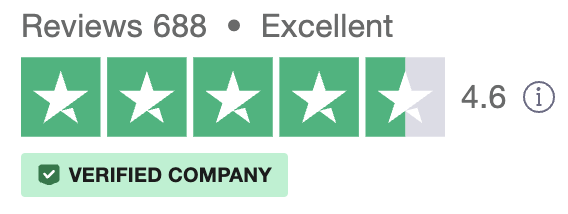 Reviews 688 • Excellent
4.6
VERIFIED COMPANY